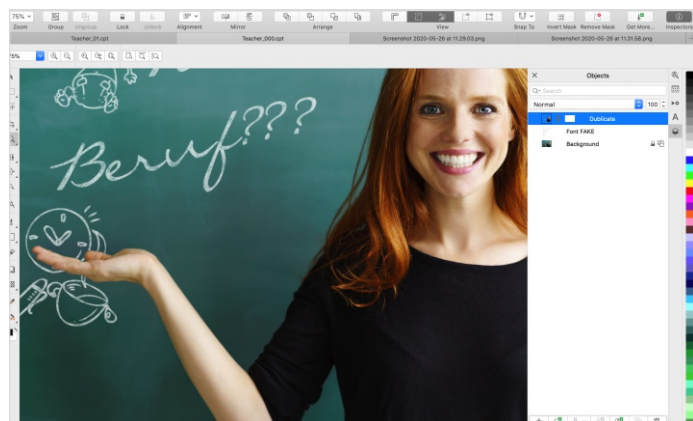 75%
Zoom
Group
Ungroup
Lock
Unlock
Alignment
Mirror
Arrange
View
Snap To
Invert Mask
Remove Mask
Get More...
Inspectors
Teacher_01.cpt
Teacher_000.cpt
Screenshot 2020-05-26 at 11.29.03.png
Screenshot 2020-05-26 at 11.31.58.png
75%
Objects
Search
Normal
100
Dublicate
Font FAKE
Background
Beruf???